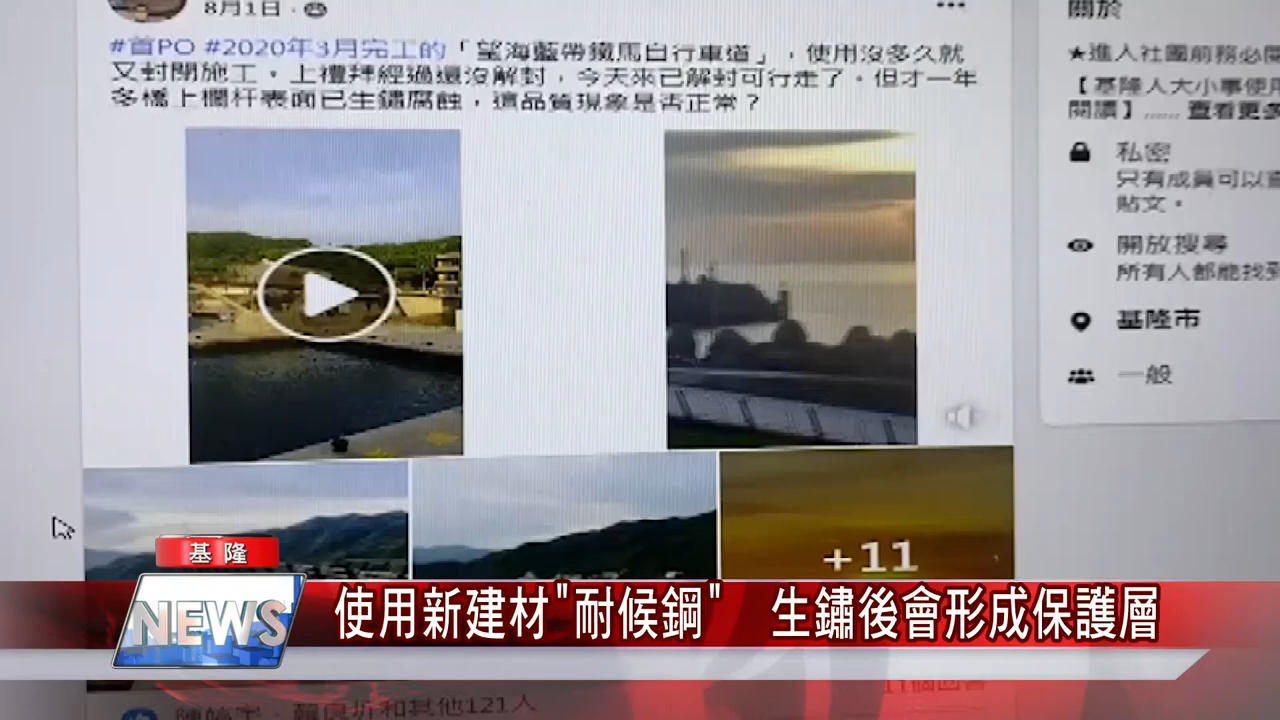 8月1日
#首PO #2020年3月完工的「望海藍帶鐵馬自行車道」，使用沒多久就
又封閉施工。上禮拜經過還沒解封，今天來已解封可行走了。但才一年
多橋上欄杆表面已生鏽腐蝕，這品質現象是否正常？
+11
關於
★進入社團前務必
【基隆人大小事使用
閱讀】...... 查看更多
私密
只有成員可以
貼文。
開放搜尋
所有人都能找到
基隆市
一般
基隆
NEWS
使用新建材"耐候鋼" 生鏽後會形成保護層
和其他121人